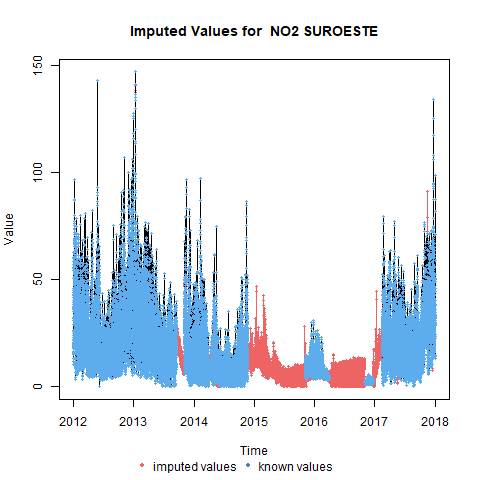 Imputed Values for NO2 SUROESTE
Value
150
100
50
0
2012 2013 2014 2015 2016 2017 2018
Time
imputed values known values